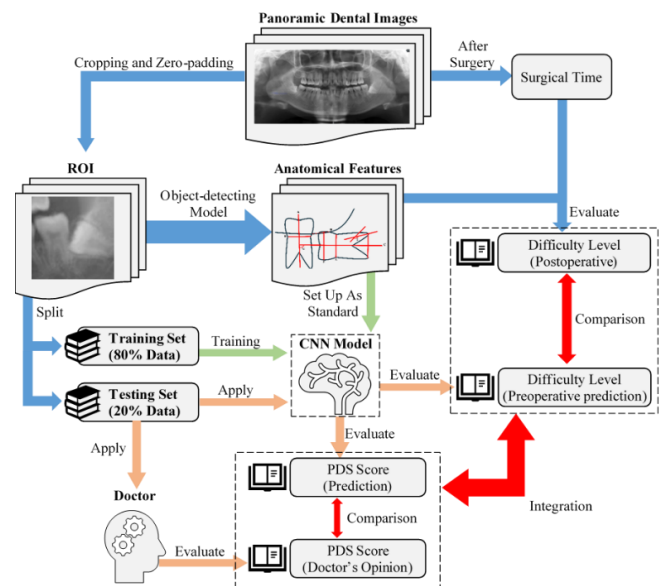 Panoramic Dental Images
Cropping and Zero-padding
After
Surgery
Surgical Time
ROI
Anatomical Features
Object-detecting
Model
Evaluate
Difficulty Level
(Postoperative)
Set Up As
Standard
Split
Comparison
Training Set
(80% Data)
Training
CNN Model
Evaluate
Testing Set
(20% Data)
Apply
Difficulty Level
(Preoperative prediction)
Apply
Evaluate
PDS Score
(Prediction)
Integration
Doctor
Comparison
Evaluate
PDS Score
(Doctor's Opinion)